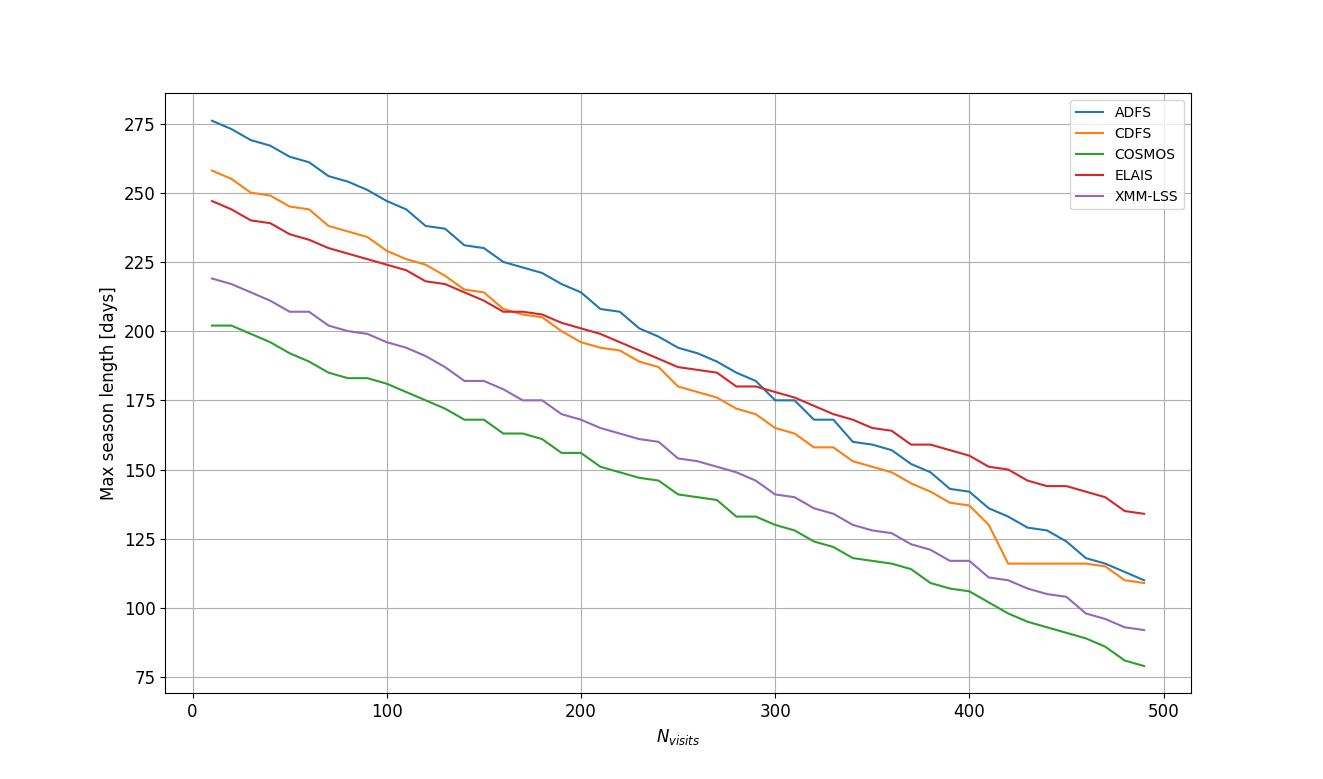 Max season length [days]
275
250
225
200
175
150
125
100
75
0 100 200 300 400 500
N_visits
ADFS
CDFS
COSMOS
ELAIS
XMM-LSS